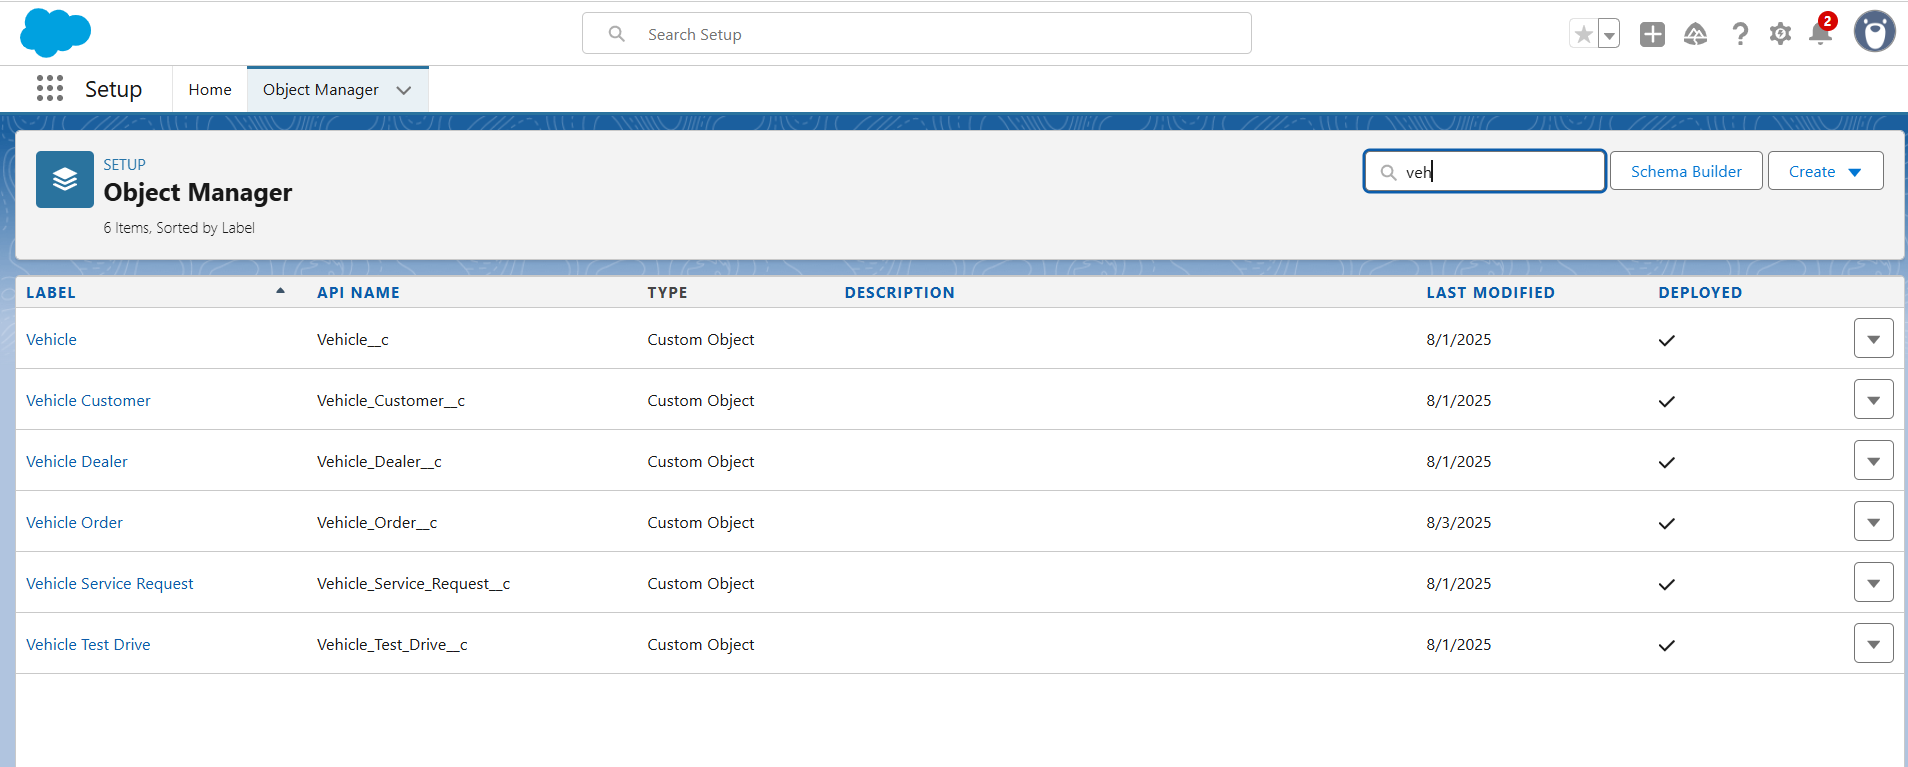 Search Setup
2
Setup
Home
Object Manager
SETUP
Object Manager
6 Items, Sorted by Label
veh
Schema Builder
Create
LABEL API NAME TYPE DESCRIPTION LAST MODIFIED DEPLOYED
Vehicle Vehicle__c Custom Object 8/1/2025
Vehicle Customer Vehicle_Customer__c Custom Object 8/1/2025
Vehicle Dealer Vehicle_Dealer__c Custom Object 8/1/2025
Vehicle Order Vehicle_Order__c Custom Object 8/3/2025
Vehicle Service Request Vehicle_Service_Request__c Custom Object 8/1/2025
Vehicle Test Drive Vehicle_Test_Drive__c Custom Object 8/1/2025